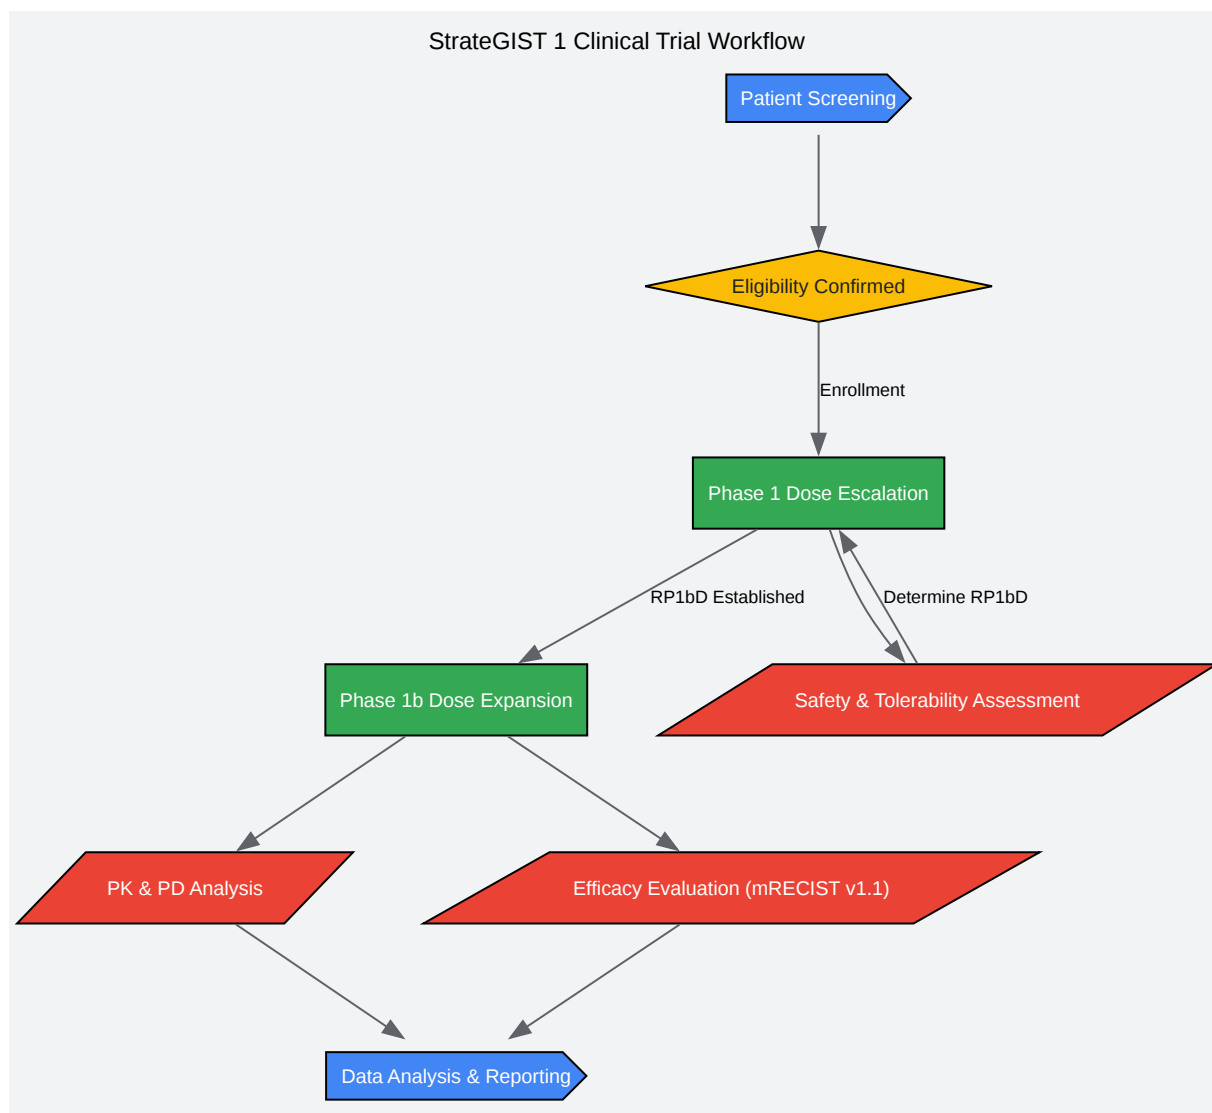 StrateGIST 1 Clinical Trial Workflow
Patient Screening
Eligibility Confirmed
Enrollment
Phase 1 Dose Escalation
RP1bD Established
Determine RP1bD
Phase 1b Dose Expansion
Safety & Tolerability Assessment
PK & PD Analysis
Efficacy Evaluation (mRECIST v1.1)
Data Analysis & Reporting